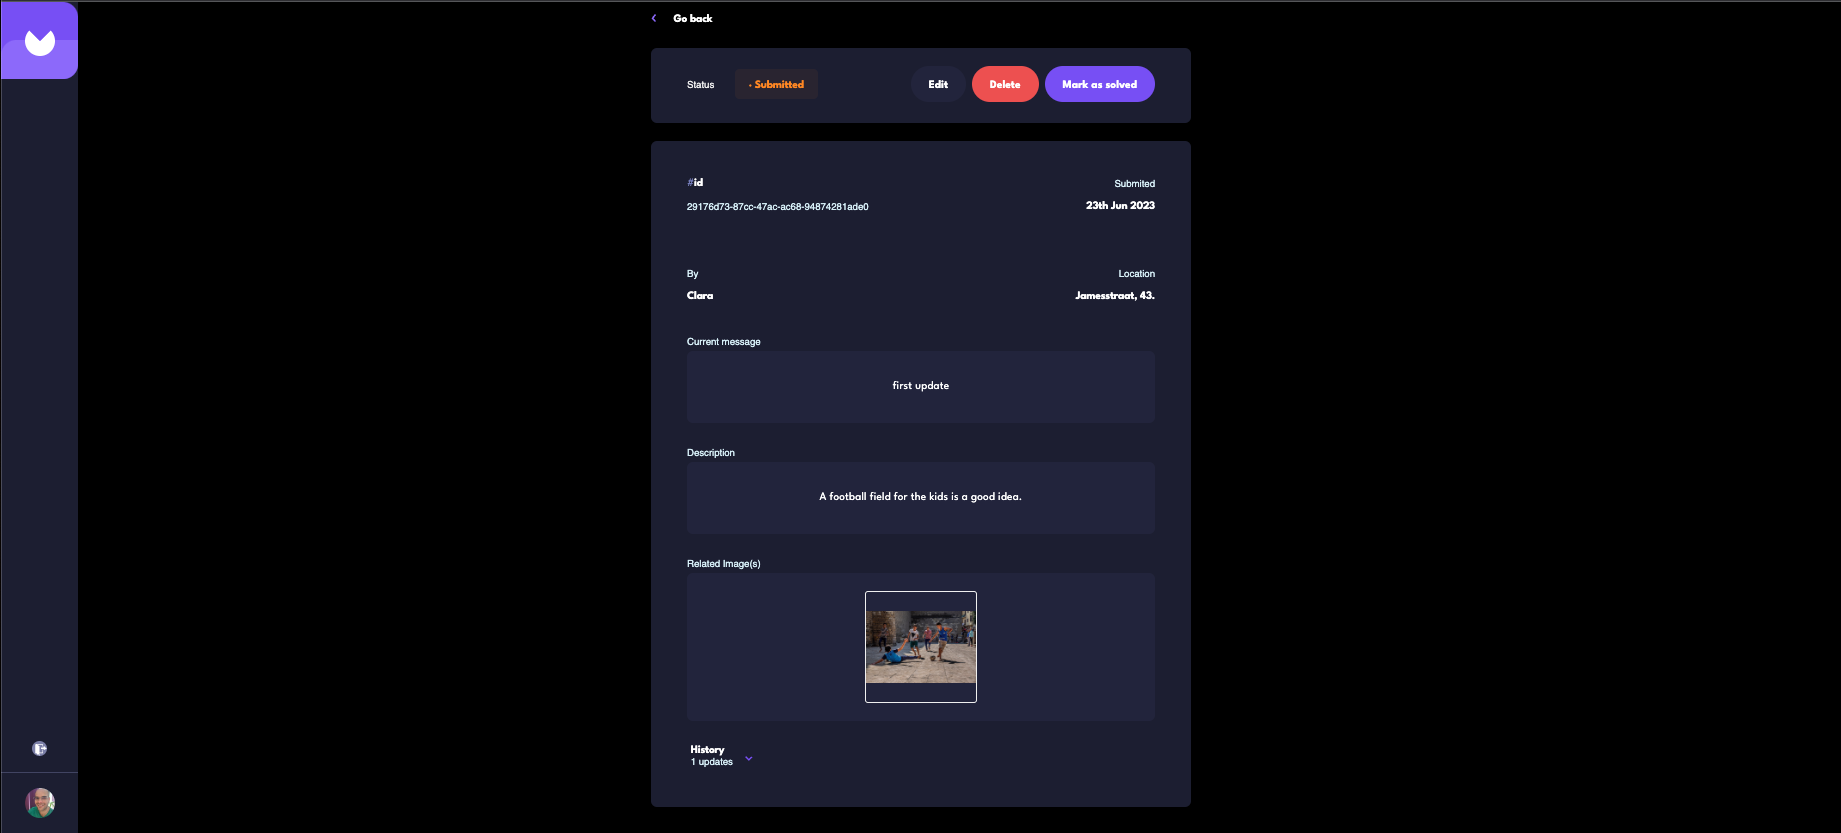 Go back
Status
· Submitted
Edit
Delete
Mark as solved
#id
Submited
29176d73-87cc-47ac-ac68-94874281ade0
23th Jun 2023
By
Location
Clara
Jamesstraat, 43.
Current message
first update
Description
A football field for the kids is a good idea.
Related Image(s)
History
1 updates